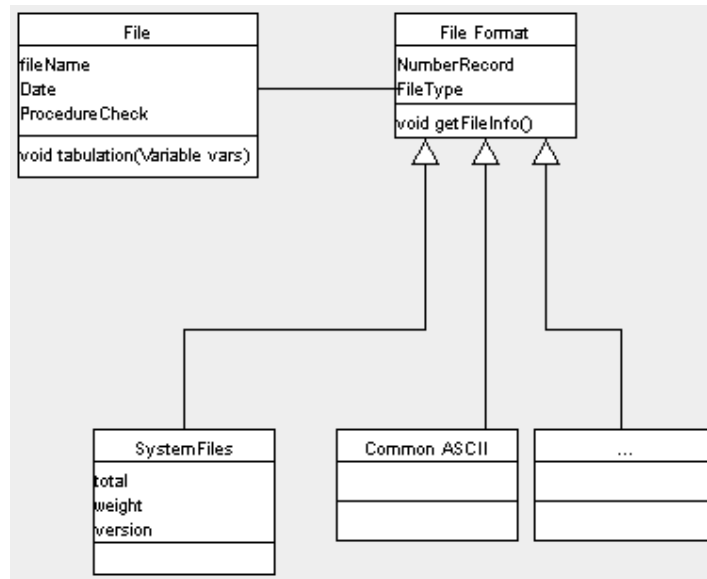 File
fileName
Date
ProcedureCheck
void tabulation(Variable vars)
File Format
NumberRecord
FileType
void getFileInfo()
SystemFiles
total
weight
version
Common ASCII
...